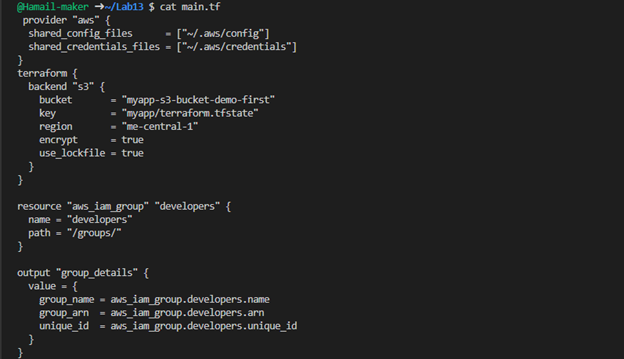 @Hamail-maker →~/Lab13 $ cat main.tf
 provider "aws" {
  shared_config_files      = ["~/.aws/config"]
  shared_credentials_files = ["~/.aws/credentials"]
}
terraform {
  backend "s3" {
    bucket       = "myapp-s3-bucket-demo-first"
    key          = "myapp/terraform.tfstate"
    region       = "me-central-1"
    encrypt      = true
    use_lockfile = true
  }
}

resource "aws_iam_group" "developers" {
  name = "developers"
  path = "/groups/"
}

output "group_details" {
  value = {
    group_name = aws_iam_group.developers.name
    group_arn  = aws_iam_group.developers.arn
    unique_id  = aws_iam_group.developers.unique_id
  }
}